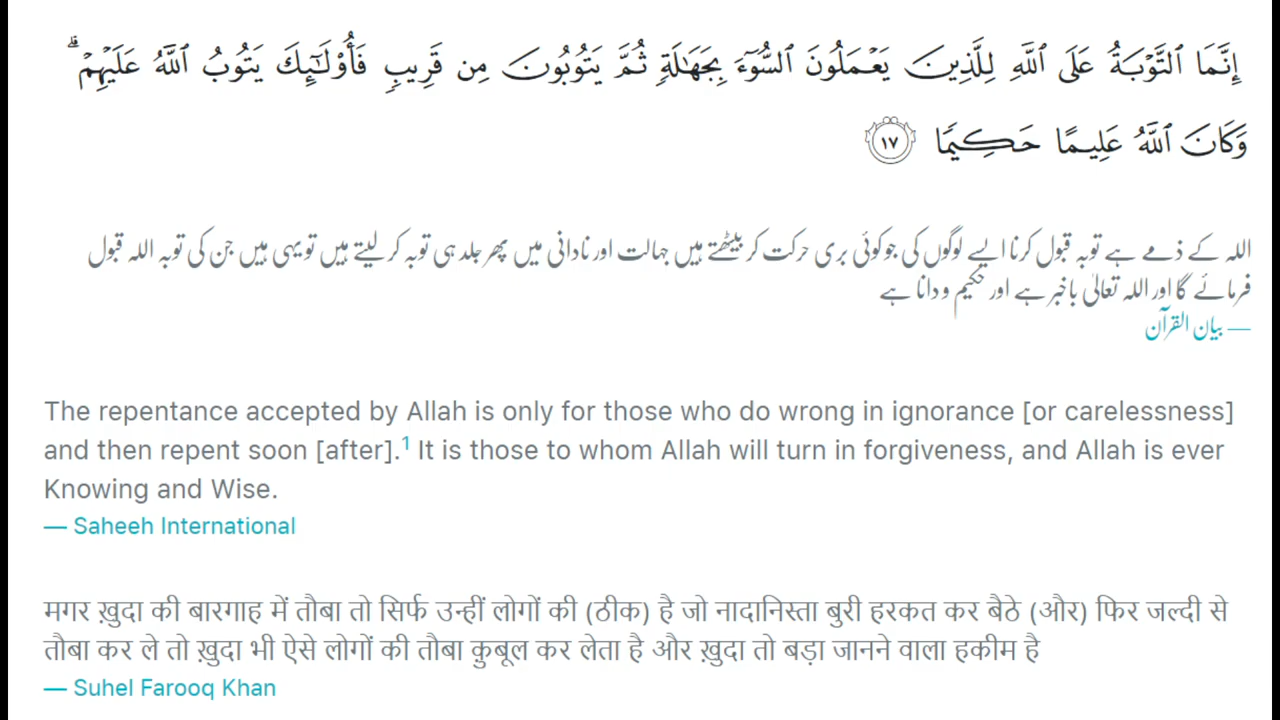 إِنَّمَا ٱلتَّوْبَةُ عَلَى ٱللَّهِ لِلَّذِينَ يَعْمَلُونَ ٱلسُّوٓءَ بِجَهَـٰلَةٍۢ ثُمَّ يَتُوبُونَ مِن قَرِيبٍۢ فَأُو۟لَـٰٓئِكَ يَتُوبُ ٱللَّهُ عَلَيْهِمْ ۗ
وَكَانَ ٱللَّهُ عَلِيمًا حَكِيمًۭا ١٧
اللہ کے ذمے ہے توبہ قبول کرنا ایسے لوگوں کی جو کوئی بری حرکت کر بیٹھتے ہیں جہالت اور نادانی میں پھر جلد ہی توبہ کر لیتے ہیں تو یہی ہیں جن کی توبہ اللہ قبول
فرمائے گا اور اللہ تعالیٰ باخبر ہے اور حکیم و دانا ہے
— بیان القرآن
The repentance accepted by Allah is only for those who do wrong in ignorance [or carelessness]
and then repent soon [after].1 It is those to whom Allah will turn in forgiveness, and Allah is ever
Knowing and Wise.
— Saheeh International
मगर ख़ुदा की बारगाह में तौबा तो सिर्फ उन्हीं लोगों की (ठीक) है जो नादानिस्ता बुरी हरकत कर बैठे (और) फिर जल्दी से
तौबा कर ले तो ख़ुदा भी ऐसे लोगों की तौबा क़ुबूल कर लेता है और ख़ुदा तो बड़ा जानने वाला हकीम है
— Suhel Farooq Khan